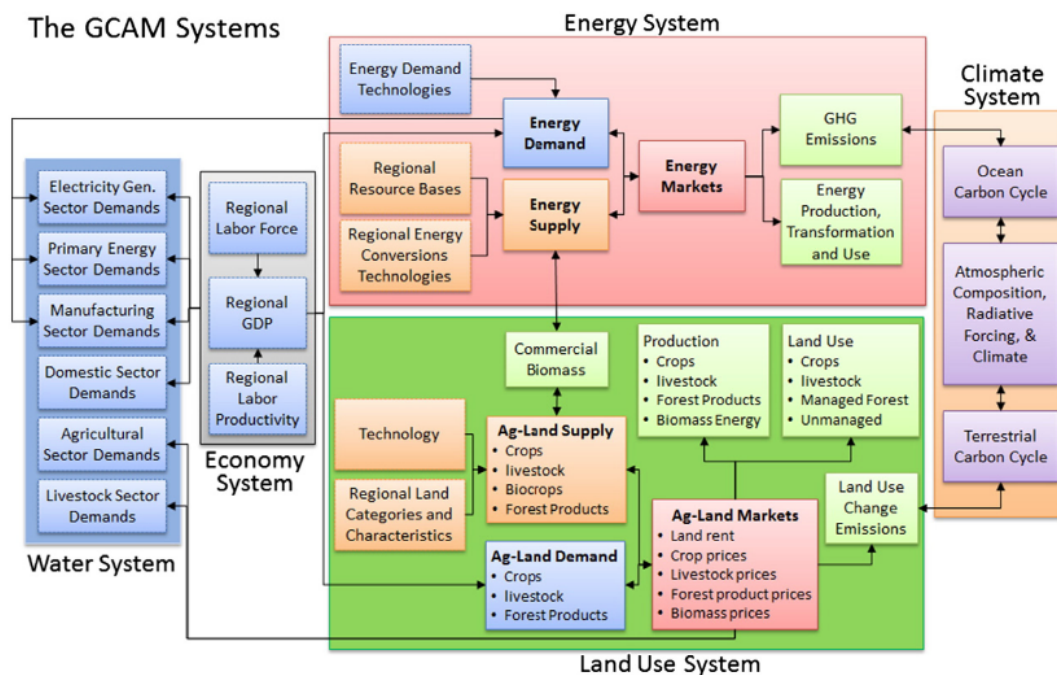 The GCAM Systems
Energy System
Energy Demand
Technologies
Energy
Demand
Regional
Resource Bases
Energy
Supply
Regional Energy
Conversions
Technologies
Energy
Markets
GHG
Emissions
Energy
Production,
Transformation
and Use
Climate
System
Ocean
Carbon Cycle
Atmospheric
Composition,
Radiative
Forcing, &
Climate
Terrestrial
Carbon Cycle
Electricity Gen.
Sector Demands
Primary Energy
Sector Demands
Manufacturing
Sector Demands
Domestic Sector
Demands
Agricultural
Sector Demands
Livestock Sector
Demands
Water System
Regional
Labor Force
Regional
GDP
Regional
Labor
Productivity
Economy
System
Commercial
Biomass
Production
• Crops
• livestock
• Forest Products
• Biomass Energy
Land Use
• Crops
• livestock
• Managed Forest
• Unmanaged
Technology
Regional Land
Categories and
Characteristics
Ag-Land Supply
• Crops
• livestock
• Biocrops
• Forest Products
Ag-Land Demand
• Crops
• livestock
• Forest Products
Ag-Land Markets
• Land rent
• Crop prices
• Livestock prices
• Forest product prices
• Biomass prices
Land Use
Change
Emissions
Land Use System